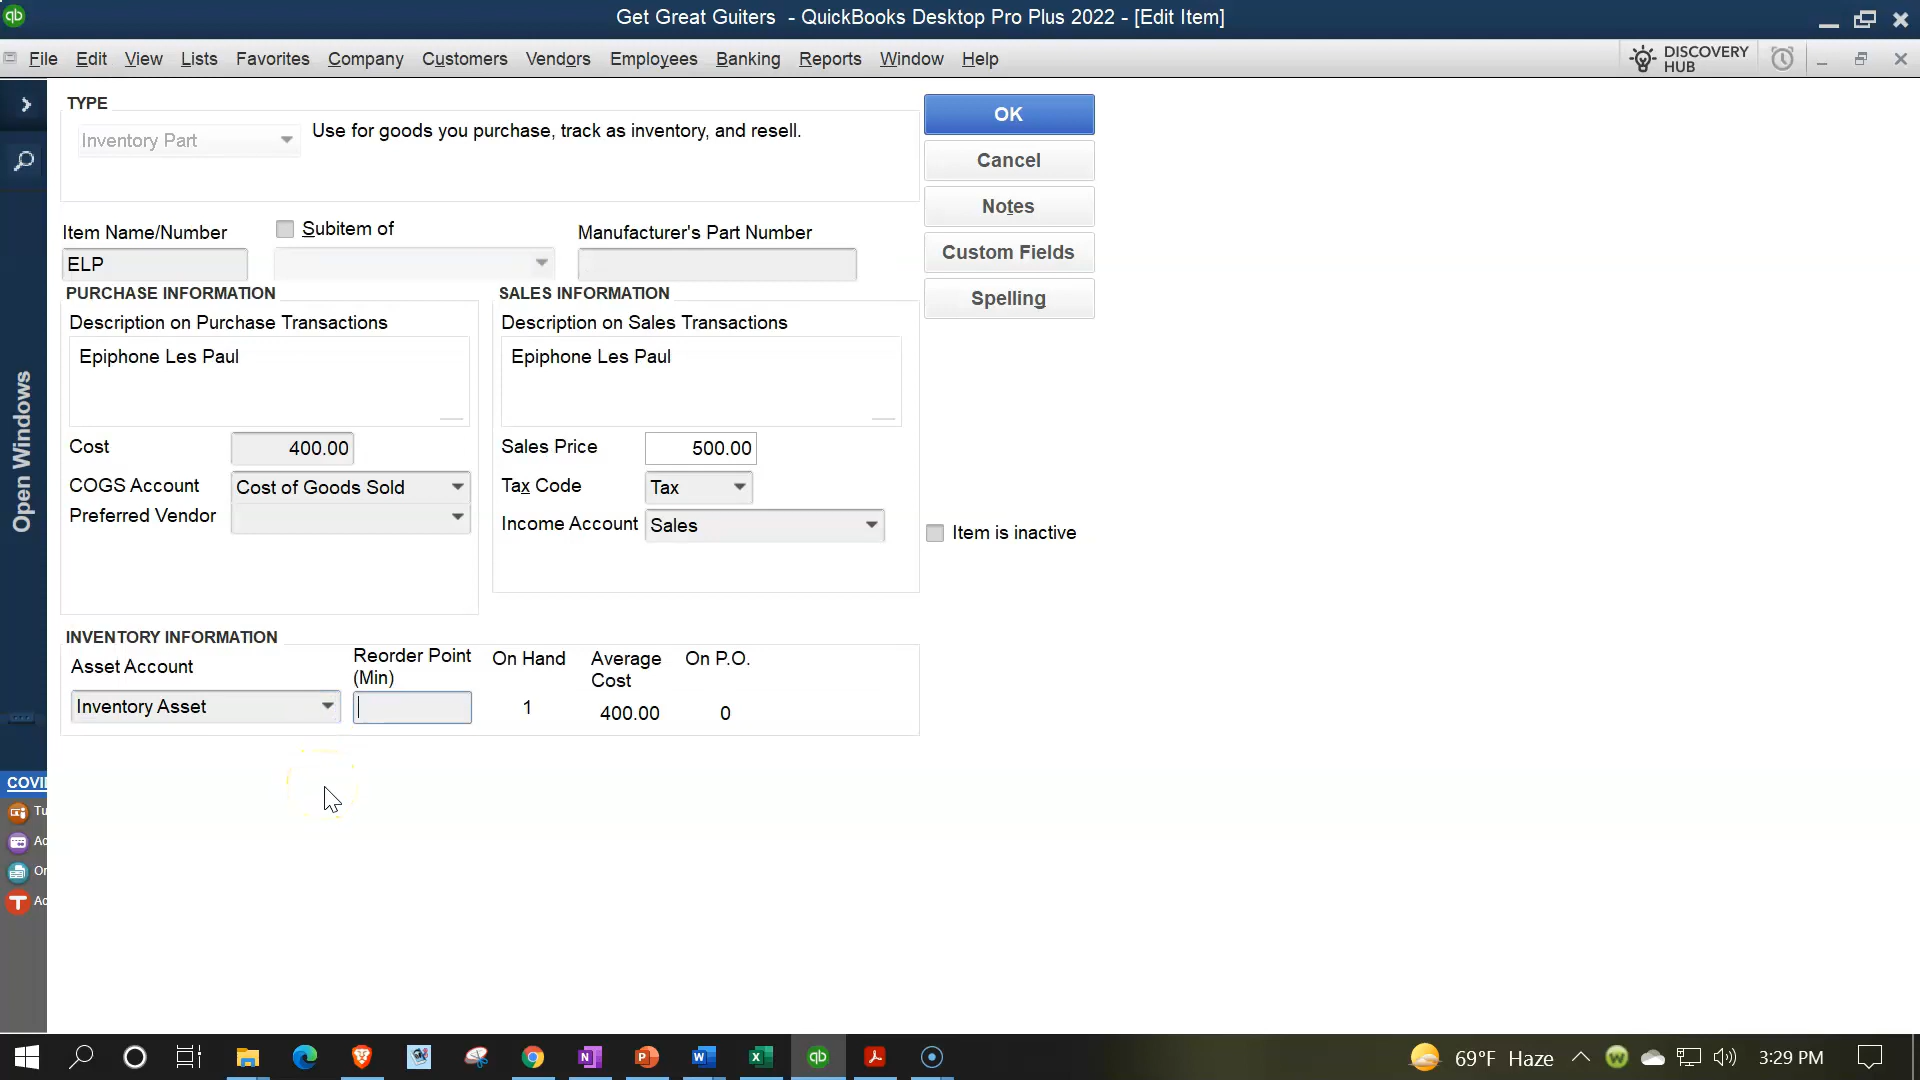 qb
Get Great Guiters - QuickBooks Desktop Pro Plus 2022 - [Edit Item]
File Edit View Lists Favorites Company Customers Vendors Employees Banking Reports Window Help
DISCOVERY
HUB
TYPE
Inventory Part
Use for goods you purchase, track as inventory, and resell.
OK
Cancel
Notes
Custom Fields
Spelling
Item Name/Number
Subitem of
Manufacturer's Part Number
ELP
PURCHASE INFORMATION
Description on Purchase Transactions
Epiphone Les Paul
Cost 400.00
COGS Account Cost of Goods Sold
Preferred Vendor
SALES INFORMATION
Description on Sales Transactions
Epiphone Les Paul
Sales Price 500.00
Tax Code Tax
Income Account Sales
Item is inactive
INVENTORY INFORMATION
Asset Account
Reorder Point
(Min)
On Hand
Average
Cost
On P.O.
Inventory Asset
1
400.00
0
Open Windows
COVI
Tu
Ac
Or
Ac
69°F Haze
3:29 PM